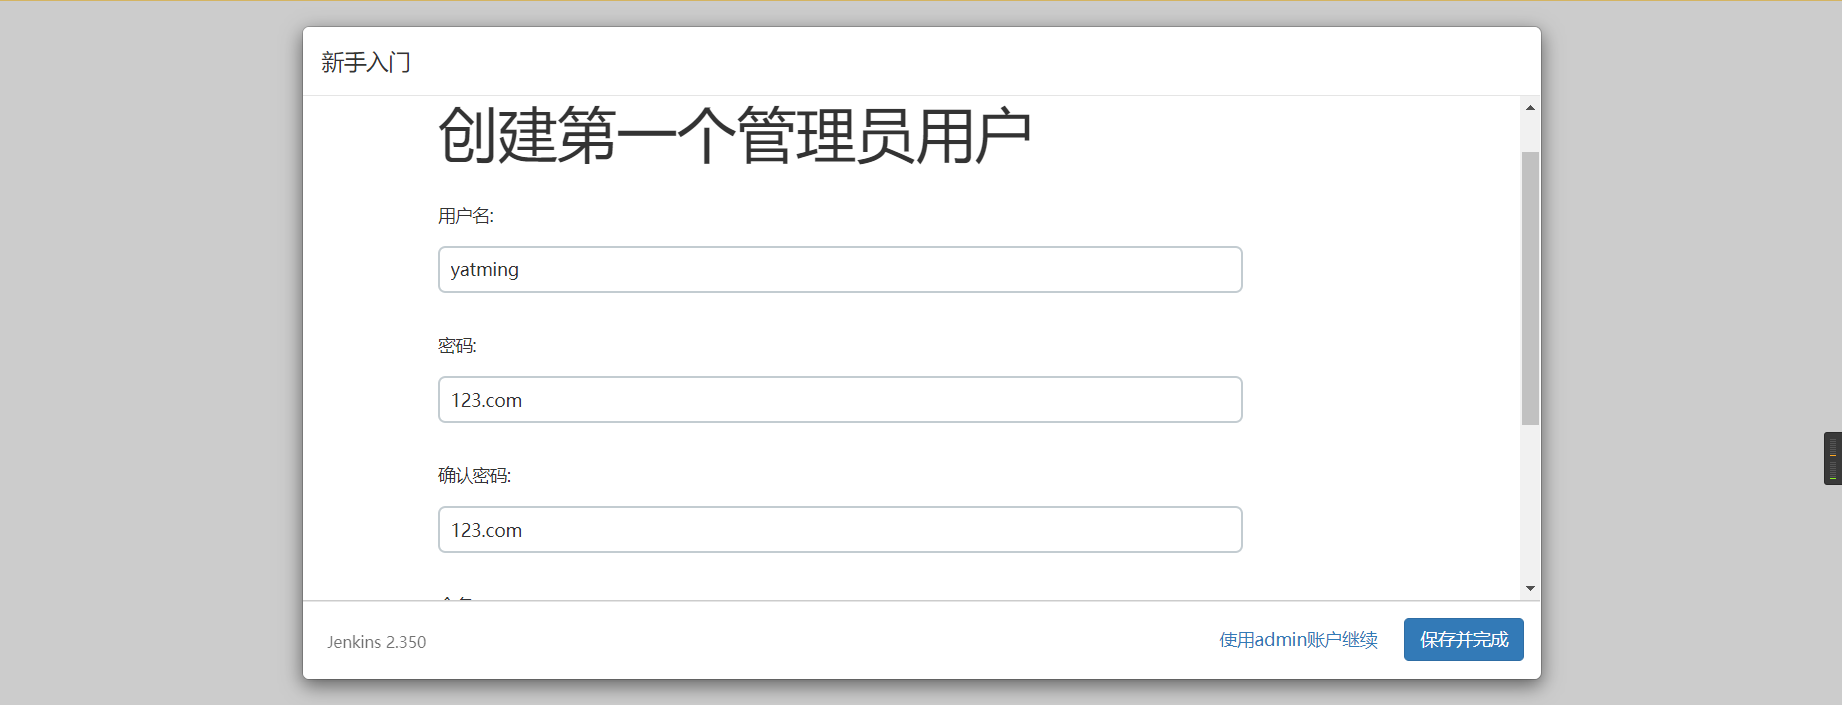 新手入门
创建第一个管理员用户
用户名:
yatming
密码:
123.com
确认密码:
123.com
Jenkins 2.350
使用admin账户继续
保存并完成